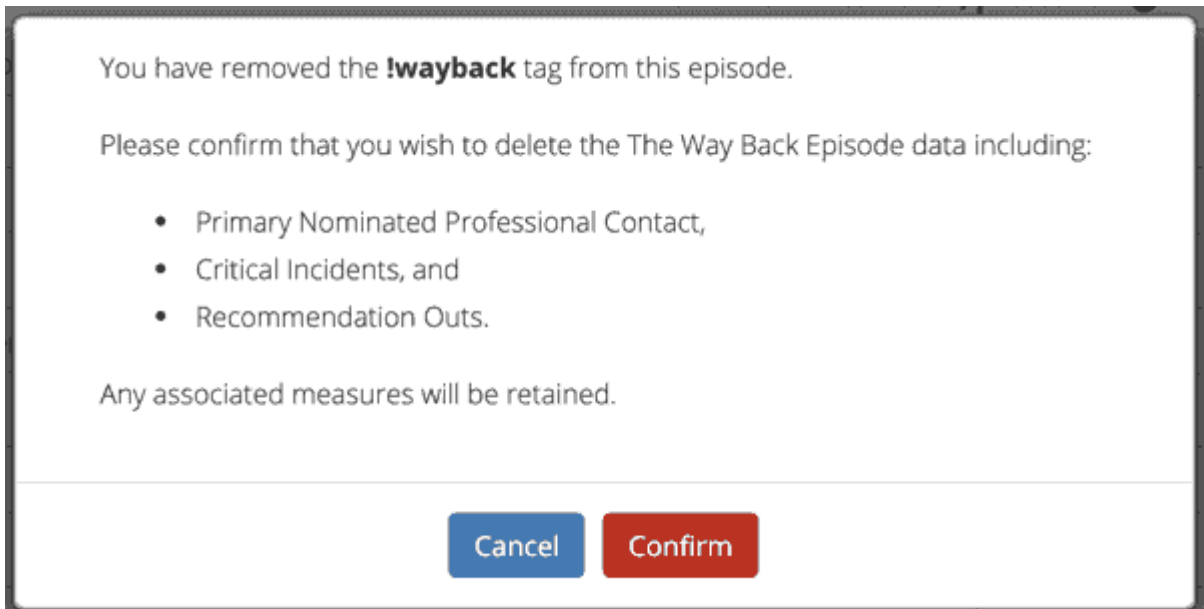 You have removed the !wayback tag from this episode.
Please confirm that you wish to delete the The Way Back Episode data including:
• Primary Nominated Professional Contact,
• Critical Incidents, and
• Recommendation Outs.
Any associated measures will be retained.
Cancel
Confirm